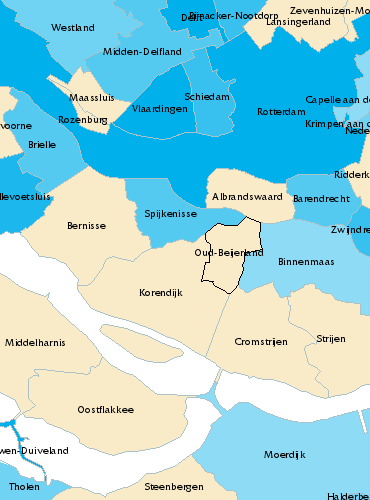 Zevenhuizen-Mo
Delft
Pijnacker-Nootdorp
Lansingerland
Westland
Midden-Delfland
Maassluis
Schiedam
Vlaardingen
Capelle aan de
Rotterdam
Rozenburg
Krimpen aan d
voorne
Nede
Brielle
Ridderk
llevoetsluis
Albrandswaard
Barendrecht
Spijkenisse
Bernisse
Zwijndre
Oud-Beijerland
Binnenmaas
Korendijk
Middelharnis
Cromstrijen
Strijen
Oostflakkee
wen-Duiveland
Moerdijk
Tholen
Steenbergen
Halderbe